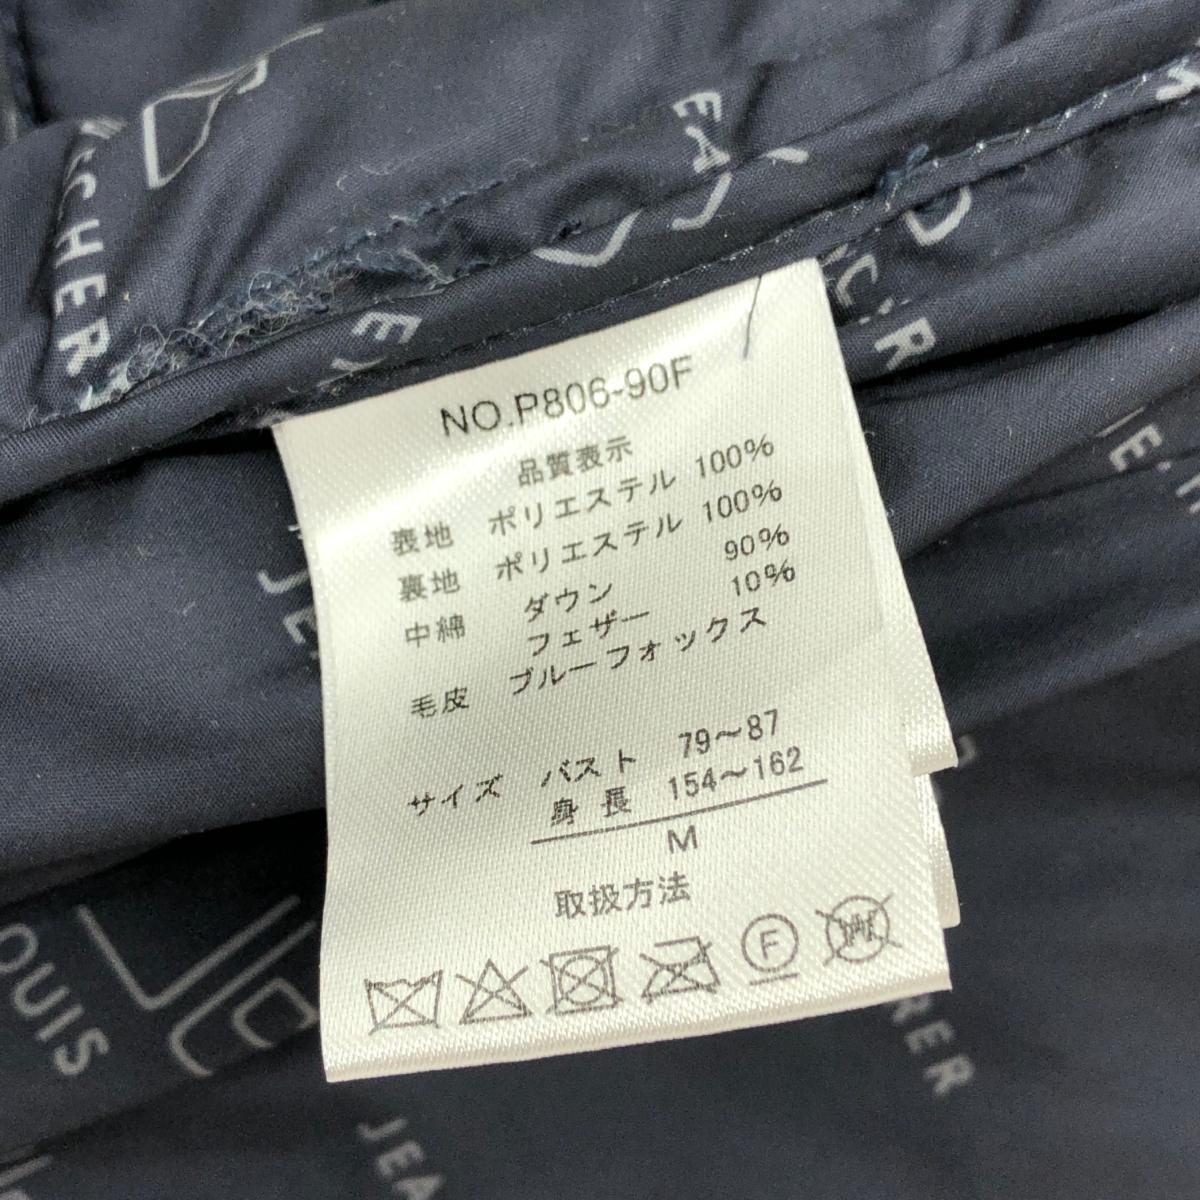 NO.P806-90F
品質表示
表地 ポリエステル 100%
裏地 ポリエステル 100%
中綿 ダウン 90%
フェザー 10%
毛皮 ブルーフォックス
サイズ バスト 79～87
身長 154～162
M
取扱方法
F
W
OUIS
JEA